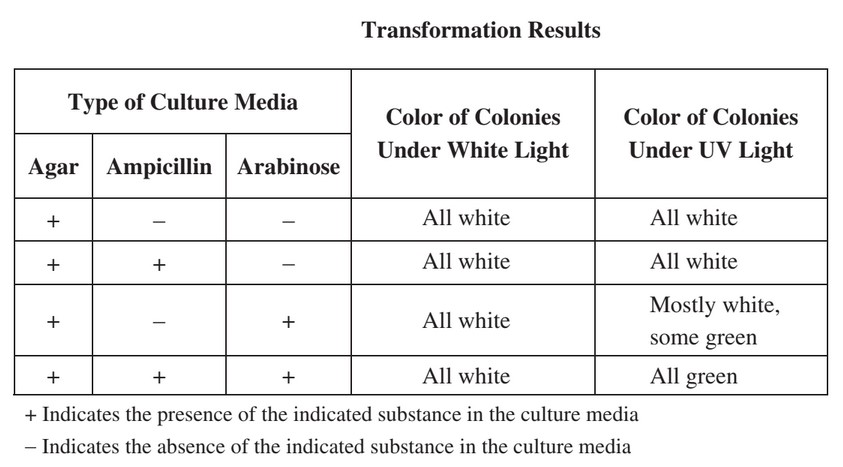 Transformation Results
Type of Culture Media
Color of Colonies
Under White Light
Color of Colonies
Under UV Light
Agar Ampicillin Arabinose
+ – – All white All white
+ + – All white All white
+ – + All white Mostly white,
some green
+ + + All white All green
+ Indicates the presence of the indicated substance in the culture media
– Indicates the absence of the indicated substance in the culture media